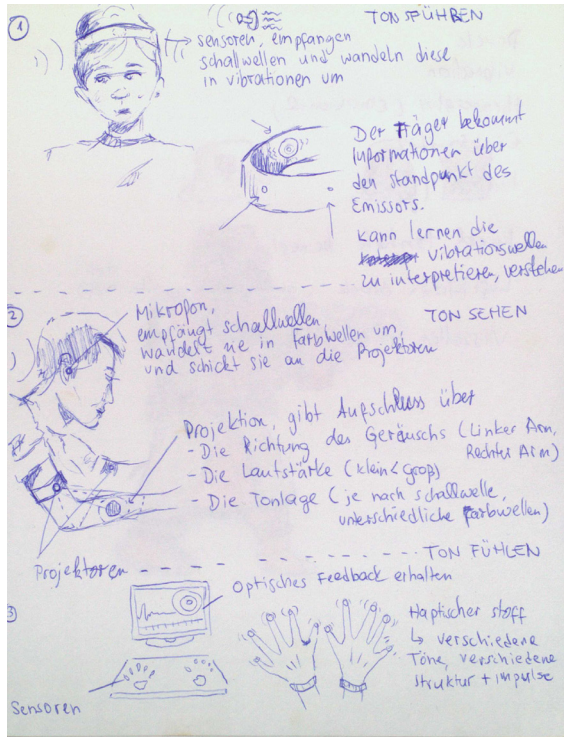 1
TON SFÜHREN
sensoren, empfangen
schallwellen und wandeln diese
in vibrationen um
Der Träger bekommt
Informationen über
den standpunkt des
Emissors.
kann lernen die
vibrationswellen
zu interpretieren, verstehen
2
TON SEHEN
Mikrofon,
empfängt schallwellen
wandelt sie in Farbwellen um,
und schickt sie an die Projektoren
Projektion, gibt Aufschluss über
- Die Richtung des Geräuschs (Linker Arm,
Rechter Arm)
- Die Lautstärke (klein < groß)
- Die Tonlage (je nach schallwelle,
unterschiedliche Farbwellen)
Projektoren
TON FÜHLEN
3
Optisches Feedback erhalten
Haptischer stoff
↳ verschiedene
Töne, verschiedene
struktur + impulse
Sensoren